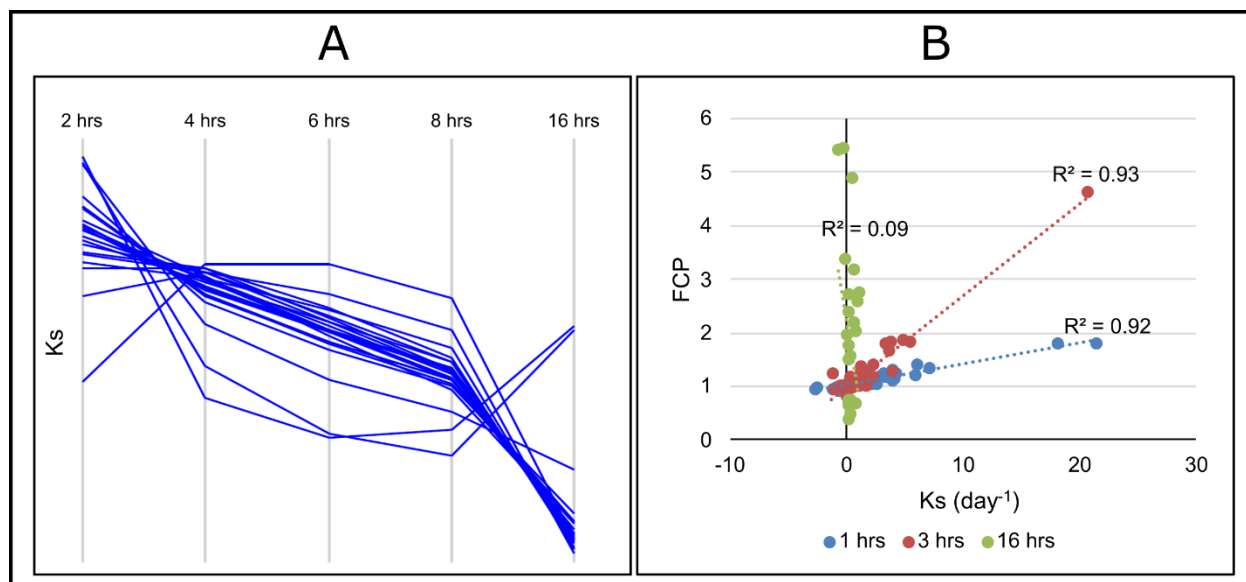 A
B
2 hrs 4 hrs 6 hrs 8 hrs 16 hrs
Ks
6
5
4
3
2
1
0
FCP
R² = 0.93
R² = 0.09
R² = 0.92
-10 0 10 20 30
Ks (day⁻¹)
1 hrs 3 hrs 16 hrs